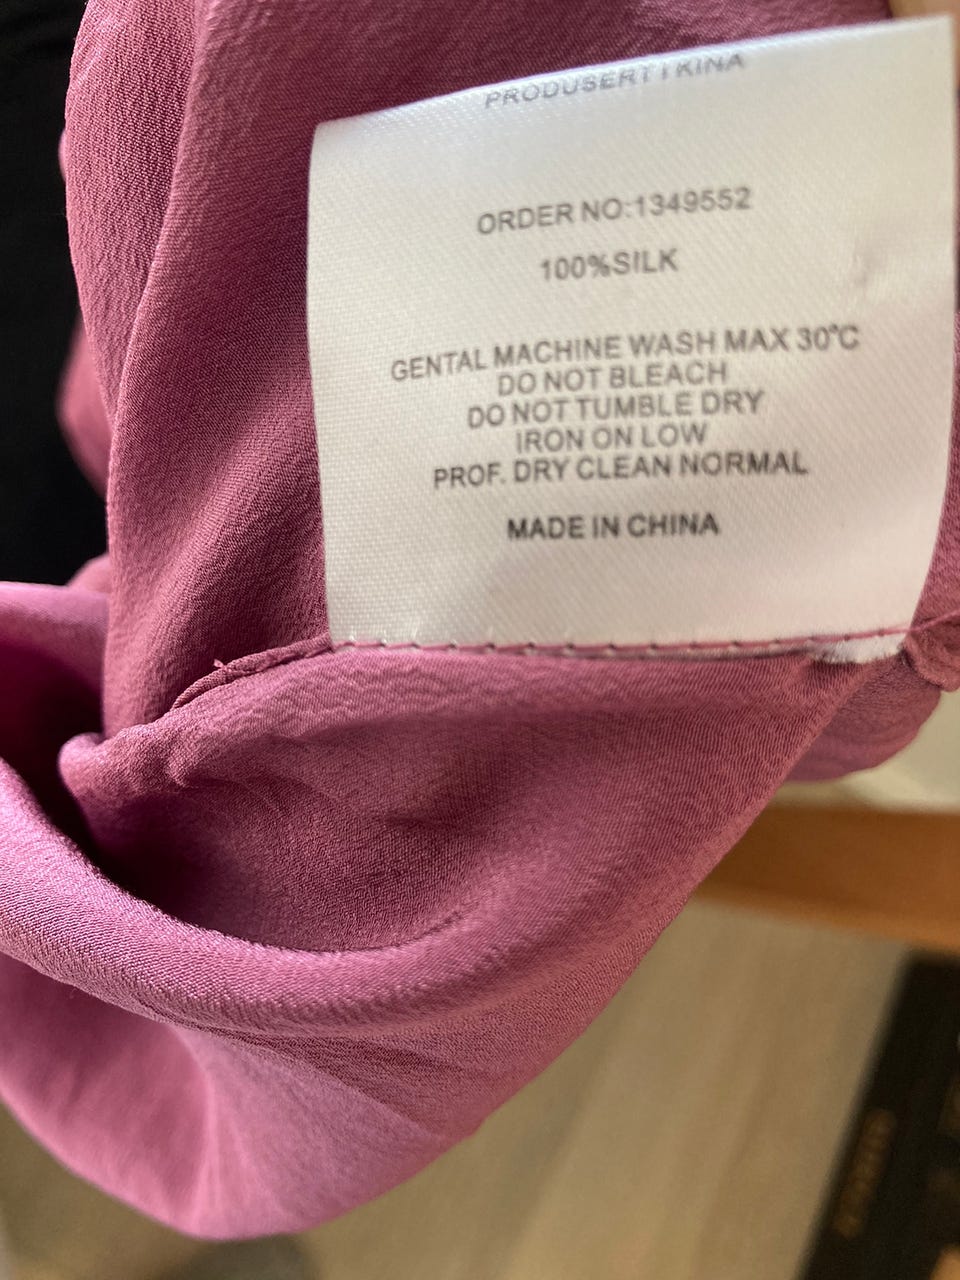 PRODUSERT I KINA
ORDER NO:1349552
100%SILK
GENTAL MACHINE WASH MAX 30°C
DO NOT BLEACH
DO NOT TUMBLE DRY
IRON ON LOW
PROF. DRY CLEAN NORMAL
MADE IN CHINA